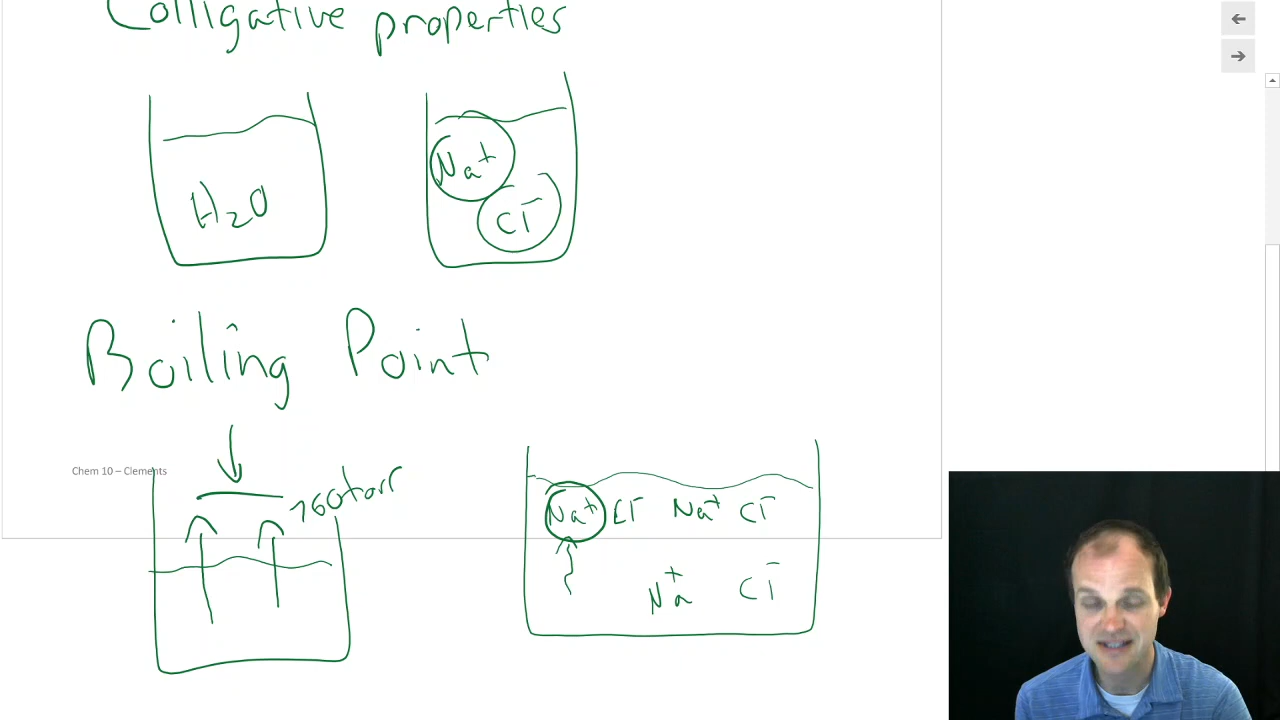 Colligative properties
H₂O
Na⁺
Cl⁻
Boiling Point
Chem 10 – Clements
760torr
Na⁺ Cl⁻ Na⁺ Cl⁻
Na⁺ Cl⁻